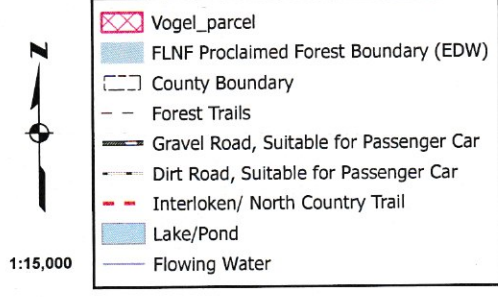 N
1:15,000
Vogel_parcel
FLNF Proclaimed Forest Boundary (EDW)
County Boundary
Forest Trails
Gravel Road, Suitable for Passenger Car
Dirt Road, Suitable for Passenger Car
Interloken/ North Country Trail
Lake/Pond
Flowing Water